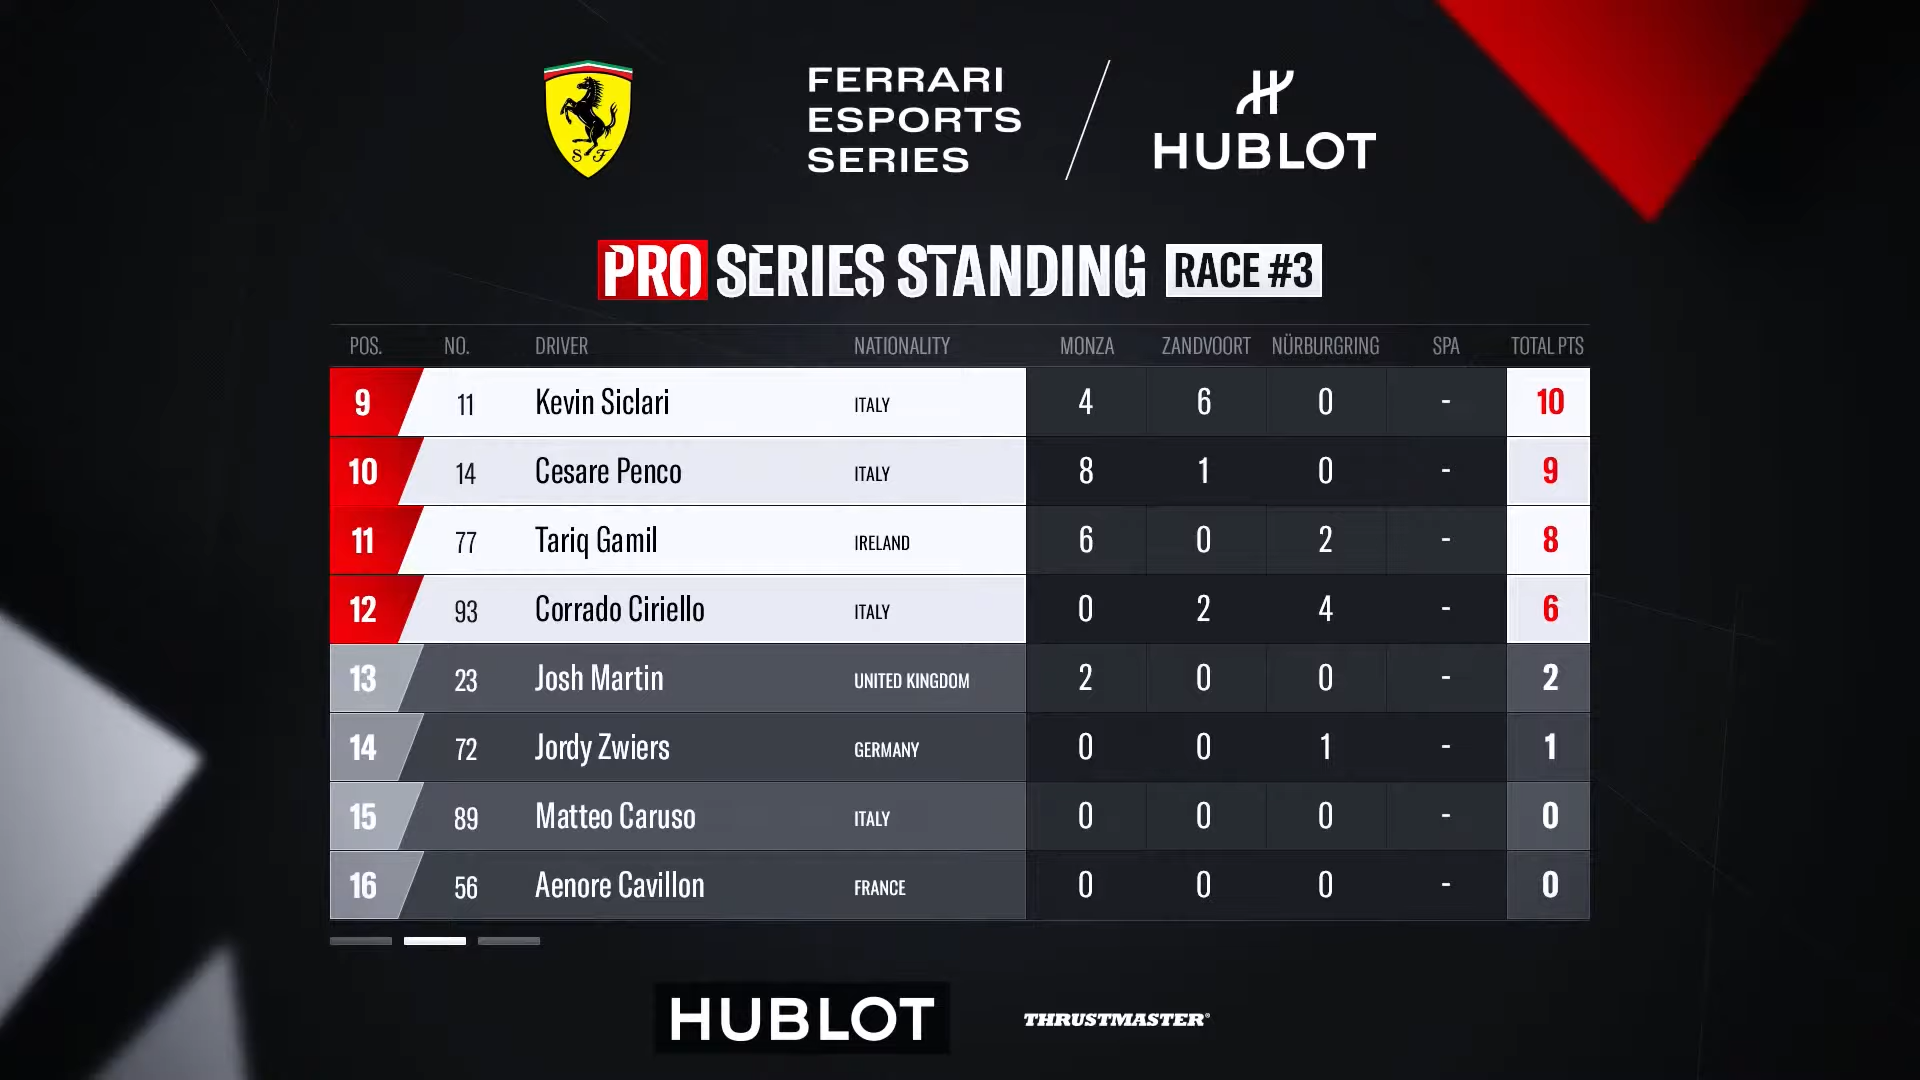 FERRARI
ESPORTS
SERIES
HUBLOT
S F
PRO SERIES STANDING RACE #3
POS. NO. DRIVER NATIONALITY MONZA ZANDVOORT NÜRBURGRING SPA TOTAL PTS
9 11 Kevin Siclari ITALY 4 6 0 - 10
10 14 Cesare Penco ITALY 8 1 0 - 9
11 77 Tariq Gamil IRELAND 6 0 2 - 8
12 93 Corrado Ciriello ITALY 0 2 4 - 6
13 23 Josh Martin UNITED KINGDOM 2 0 0 - 2
14 72 Jordy Zwiers GERMANY 0 0 1 - 1
15 89 Matteo Caruso ITALY 0 0 0 - 0
16 56 Aenore Cavillon FRANCE 0 0 0 - 0
HUBLOT THRUSTMASTER®